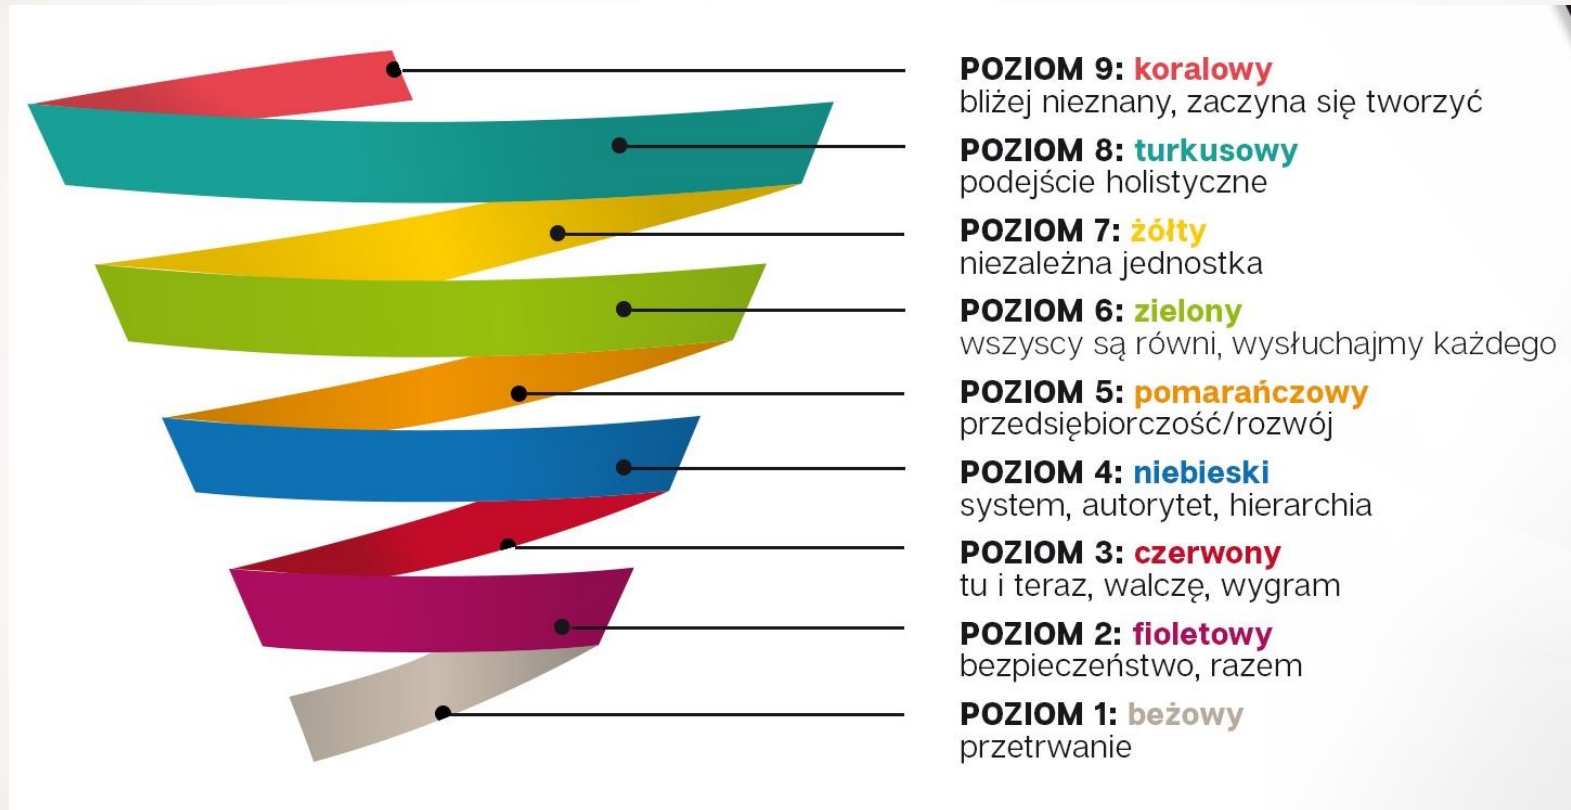 POZIOM 9: koralowy
bliżej nieznany, zaczyna się tworzyć
POZIOM 8: turkusowy
podejście holistyczne
POZIOM 7: żółty
niezależna jednostka
POZIOM 6: zielony
wszyscy są równi, wysłuchajmy każdego
POZIOM 5: pomarańczowy
przedsiębiorczość/rozwój
POZIOM 4: niebieski
system, autorytet, hierarchia
POZIOM 3: czerwony
tu i teraz, walczę, wygram
POZIOM 2: fioletowy
bezpieczeństwo, razem
POZIOM 1: beżowy
przetrwanie